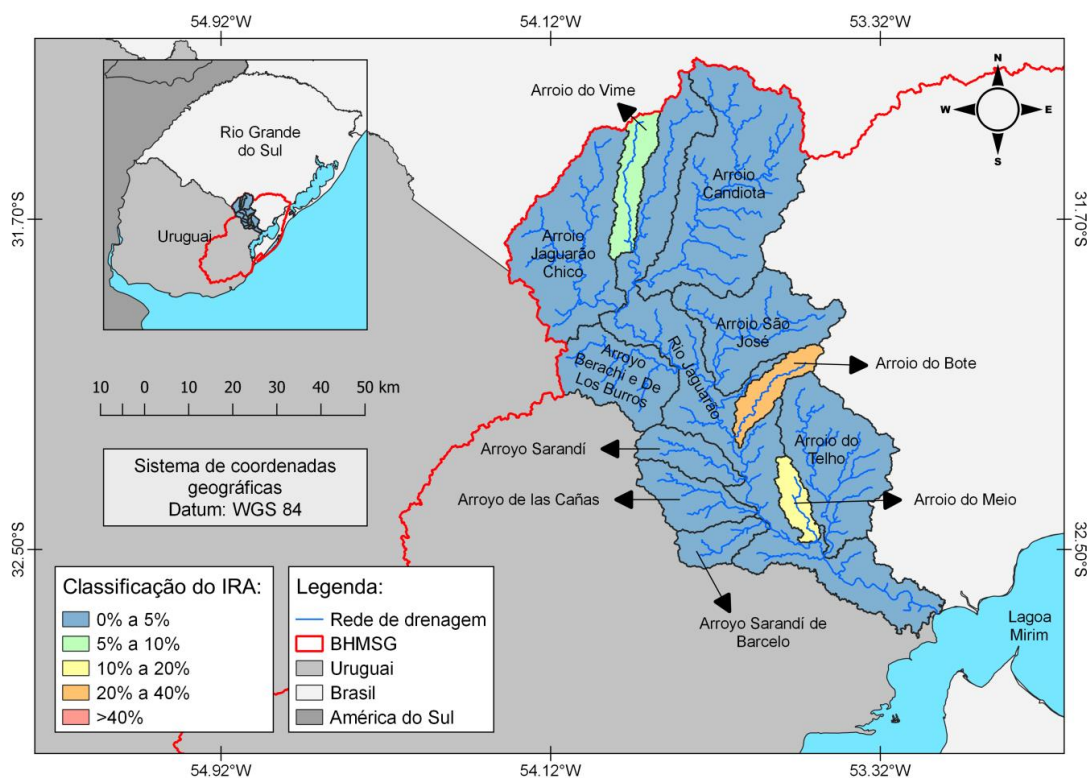 54.92°W
54.12°W
53.32°W
Arroio do Vime
N
W
E
S
Rio Grande
do Sul
Uruguai
31.70°S
31.70°S
Arroio
Candiota
Arroio
Jaguarão
Chico
Arroio São
José
Rio Jaguarão
Arroyo
Berachi e De
Los Burros
Arroio do Bote
10 0 10 20 30 40 50 km
Arroyo Sarandí
Arroio do
Telho
Sistema de coordenadas
geográficas
Datum: WGS 84
Arroyo de las Cañas
Arroio do Meio
32.50°S
32.50°S
Classificação do IRA:
0% a 5%
5% a 10%
10% a 20%
20% a 40%
>40%
Legenda:
Rede de drenagem
BHMSG
Uruguai
Brasil
América do Sul
Arroyo Sarandí de
Barcelo
Lagoa
Mirim
54.92°W
54.12°W
53.32°W